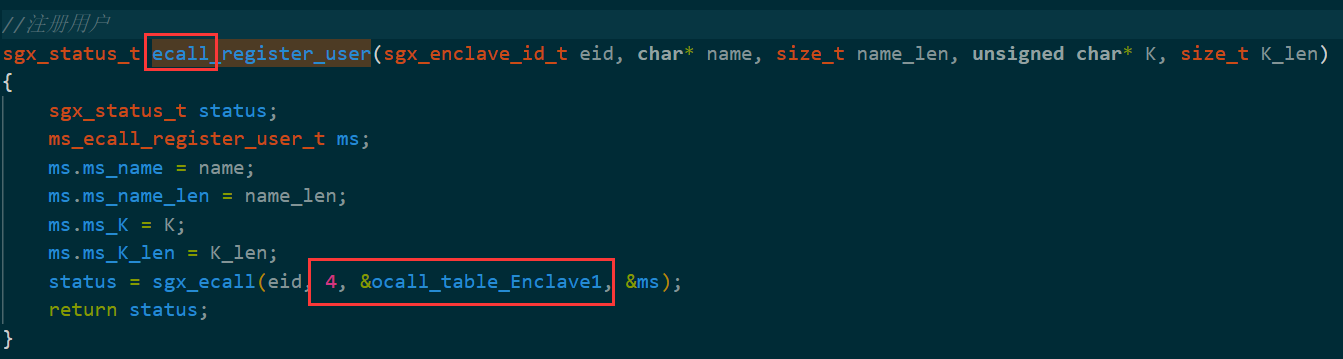 //注册用户
sgx_status_t ecall_register_user(sgx_enclave_id_t eid, char* name, size_t name_len, unsigned char* K, size_t K_len)
{
    sgx_status_t status;
    ms_ecall_register_user_t ms;
    ms.ms_name = name;
    ms.ms_name_len = name_len;
    ms.ms_K = K;
    ms.ms_K_len = K_len;
    status = sgx_ecall(eid, 4, &ocall_table_Enclave1, &ms);
    return status;
}